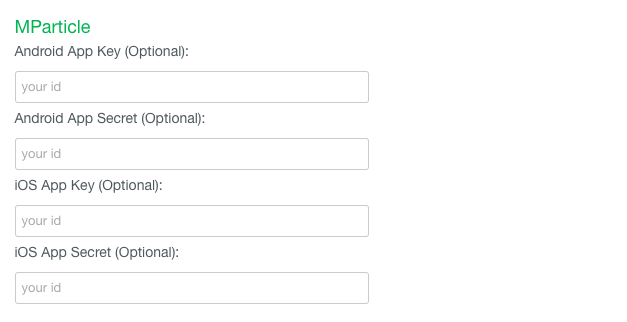 MParticle
Android App Key (Optional):
your id
Android App Secret (Optional):
your id
iOS App Key (Optional):
your id
iOS App Secret (Optional):
your id